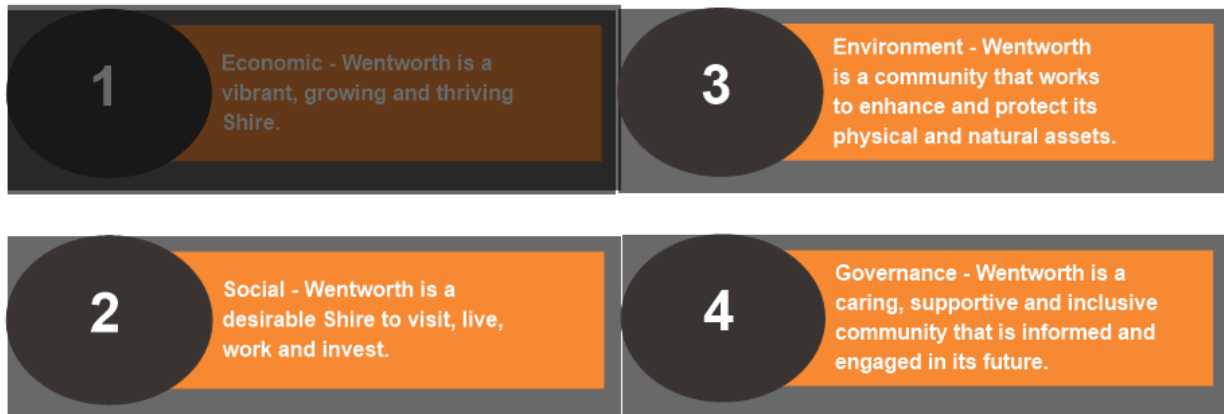 1
Economic - Wentworth is a
vibrant, growing and thriving
Shire.
2
Social - Wentworth is a
desirable Shire to visit, live,
work and invest.
3
Environment - Wentworth
is a community that works
to enhance and protect its
physical and natural assets.
4
Governance - Wentworth is a
caring, supportive and inclusive
community that is informed and
engaged in its future.